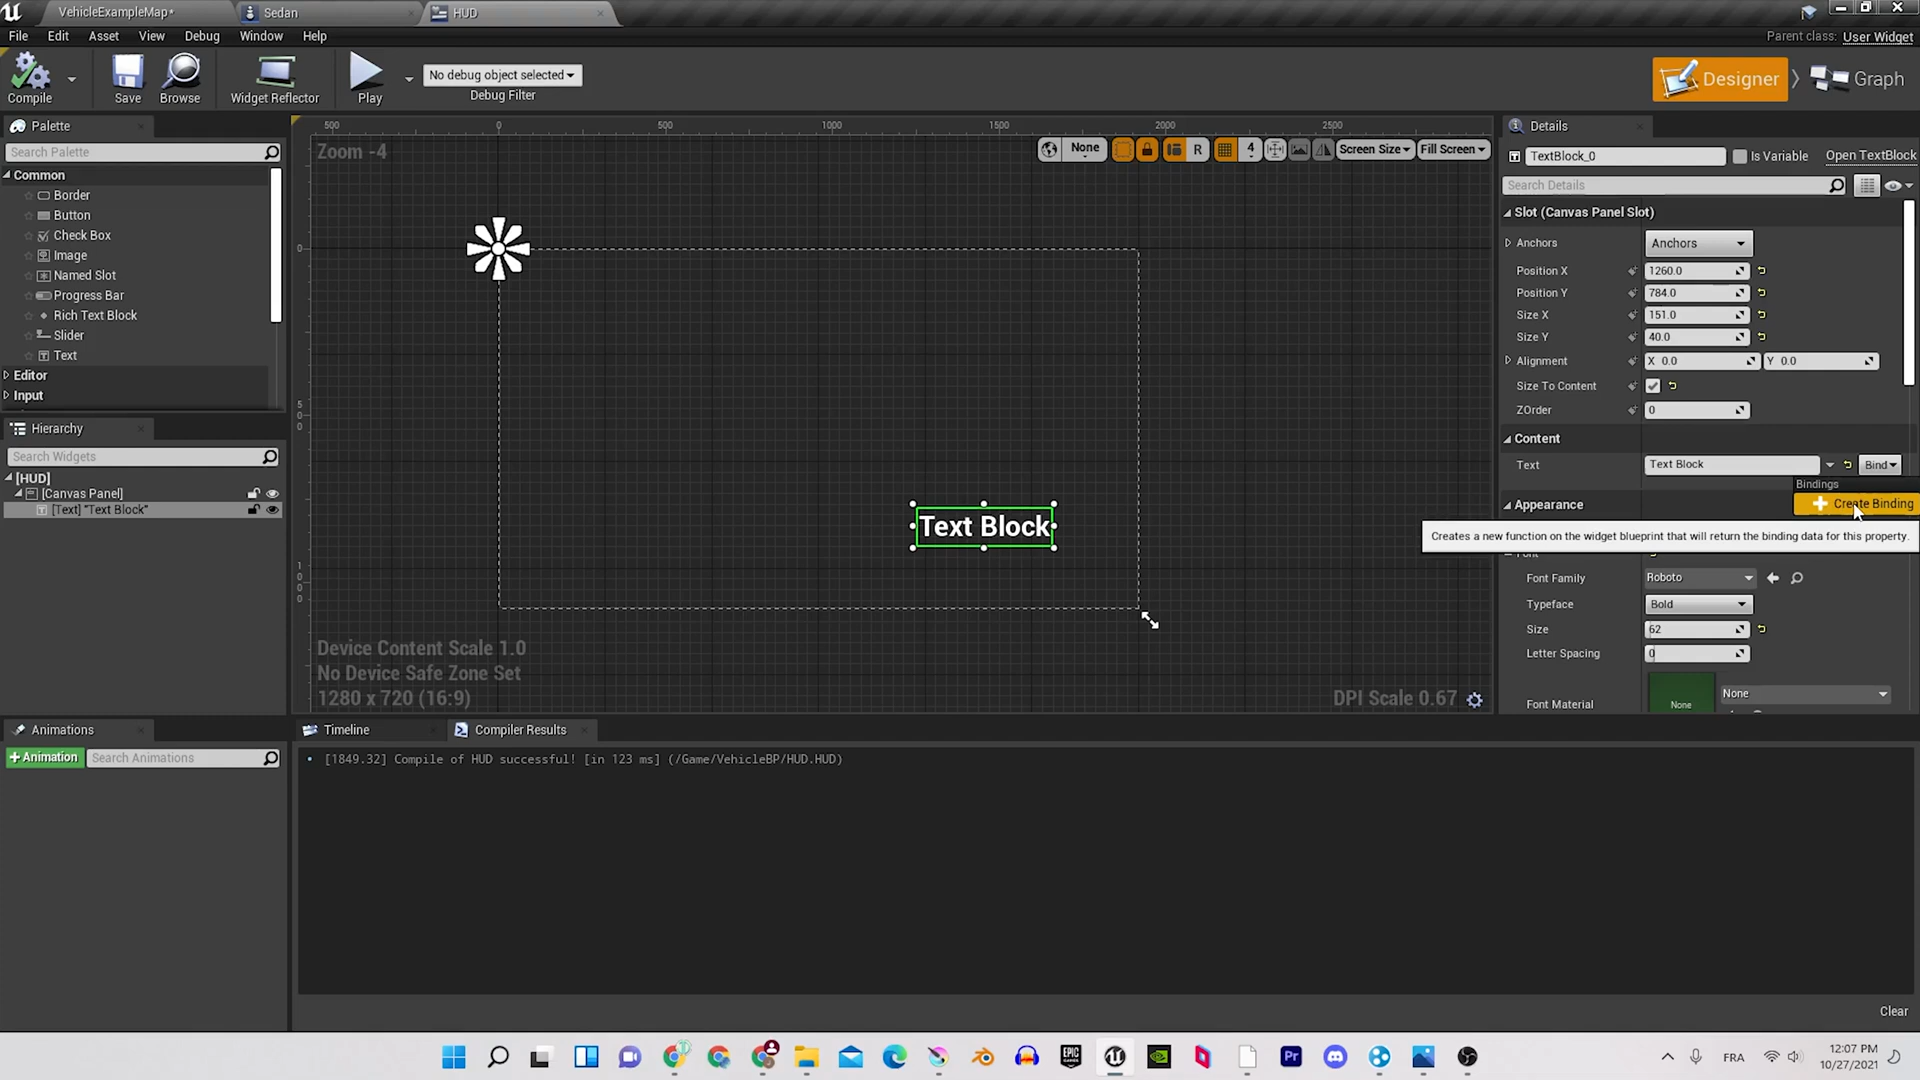 VehicleExampleMap*
Sedan
HUD
File Edit Asset View Debug Window Help
Parent class: User Widget
Compile
Save
Browse
Widget Reflector
Play
No debug object selected
Debug Filter
Designer
Graph
Palette
Search Palette
Common
Border
Button
Check Box
Image
Named Slot
Progress Bar
Rich Text Block
Slider
Text
Editor
Input
Hierarchy
Search Widgets
[HUD]
[Canvas Panel]
[Text] "Text Block"
Animations
+Animation
Search Animations
500 0 500 1000 1500 2000 2500
Zoom -4
None
R
4
Screen Size
Fill Screen
0
500
1000
Text Block
Device Content Scale 1.0
No Device Safe Zone Set
1280 x 720 (16:9)
DPI Scale 0.67
Timeline
Compiler Results
[1849.32] Compile of HUD successful! [in 123 ms] (/Game/VehicleBP/HUD.HUD)
Clear
Details
TextBlock_0
Is Variable
Open TextBlock
Search Details
Slot (Canvas Panel Slot)
Anchors Anchors
Position X 1260.0
Position Y 784.0
Size X 151.0
Size Y 40.0
Alignment X 0.0 Y 0.0
Size To Content
ZOrder 0
Content
Text Text Block Bind
Bindings
Create Binding
Appearance
Creates a new function on the widget blueprint that will return the binding data for this property.
Font Family Roboto
Typeface Bold
Size 62
Letter Spacing 0
Font Material None None
Pr
EPIC GAMES
FRA
12:07 PM
10/27/2021